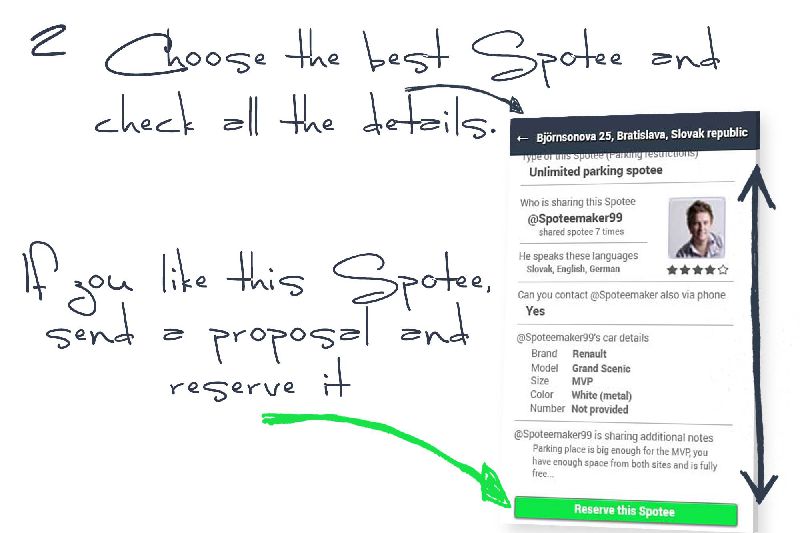 2 Choose the best Spotee and
check all the details.
← Björnsonova 25, Bratislava, Slovak republic
Type of this Spotee (Parking restrictions)
Unlimited parking spotee
Who is sharing this Spotee
@Spoteemaker99
shared spotee 7 times
He speaks these languages
Slovak, English, German
Can you contact @Spoteemaker also via phone
Yes
@Spoteemaker99's car details
Brand Renault
Model Grand Scenic
Size MVP
Color White (metal)
Number Not provided
@Spoteemaker99 is sharing additional notes
Parking place is big enough for the MVP, you
have enough space from both sites and is fully
free...
Reserve this Spotee
If you like this Spotee,
send a proposal and
reserve it